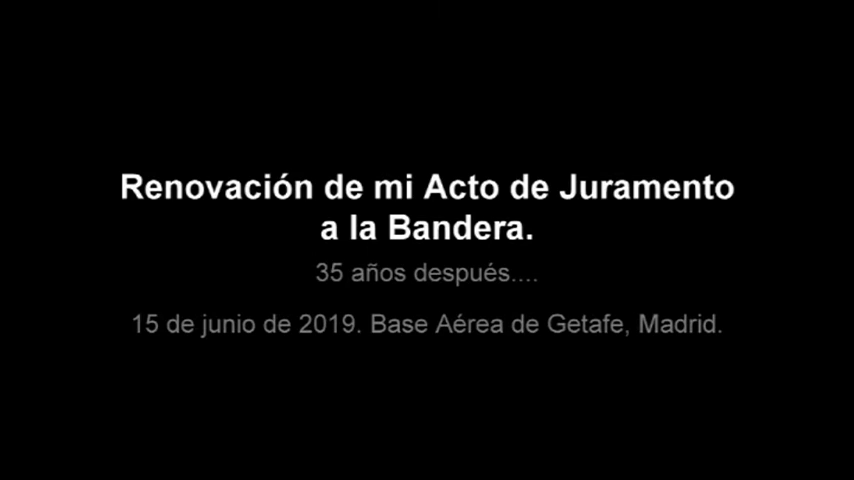 Renovación de mi Acto de Juramento
a la Bandera.
35 años después....
15 de junio de 2019. Base Aérea de Getafe, Madrid.